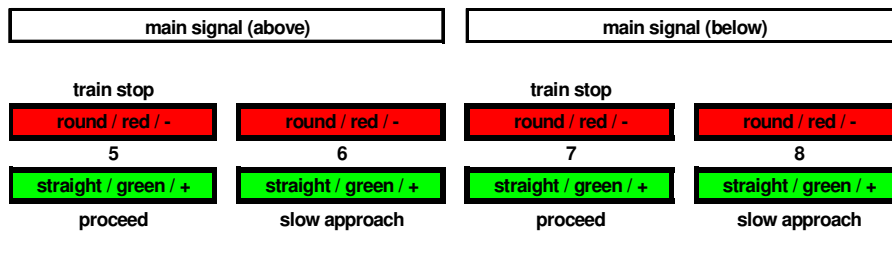 main signal (above) main signal (below)
train stop train stop
round / red / - round / red / - round / red / - round / red / -
5 6 7 8
straight / green / + straight / green / + straight / green / + straight / green / +
proceed slow approach proceed slow approach